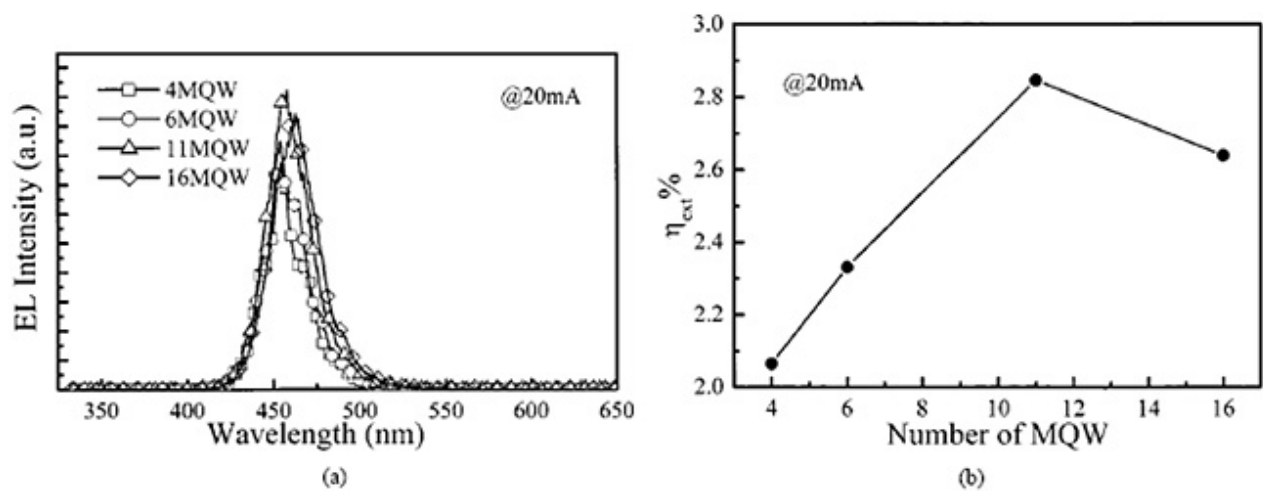 EL Intensity (a.u.)
4MQW
6MQW
11MQW
16MQW
@20mA
350 400 450 500 550 600 650
Wavelength (nm)
(a)
η_ext%
3.0
2.8
2.6
2.4
2.2
2.0
@20mA
4 6 8 10 12 14 16
Number of MQW
(b)